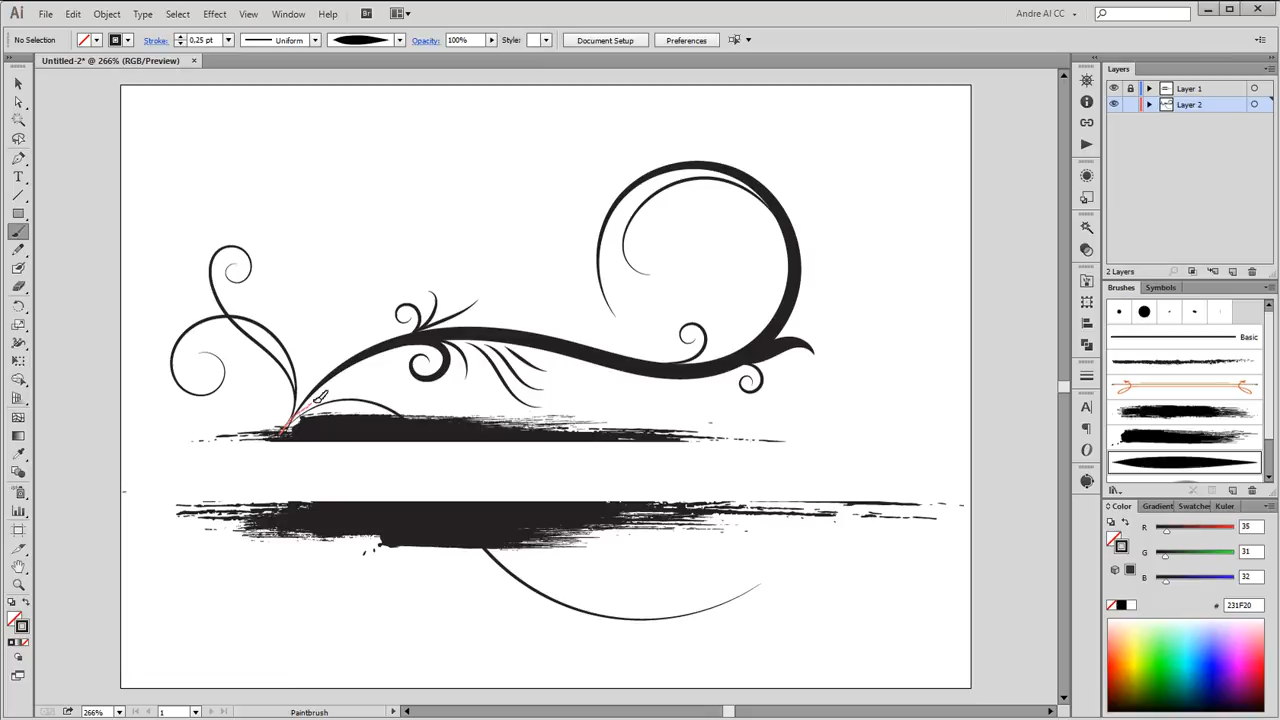 Ai File Edit Object Type Select Effect View Window Help Br Andre AI CC
No Selection Stroke: 0.25 pt Uniform Opacity: 100% Style: Document Setup Preferences
Untitled-2* @ 266% (RGB/Preview) ×
Layers
Layer 1
Layer 2
2 Layers
Brushes Symbols
Basic
Color Gradient Swatches Kuler
R 35
G 31
B 32
# 231F20
266% 1 Paintbrush